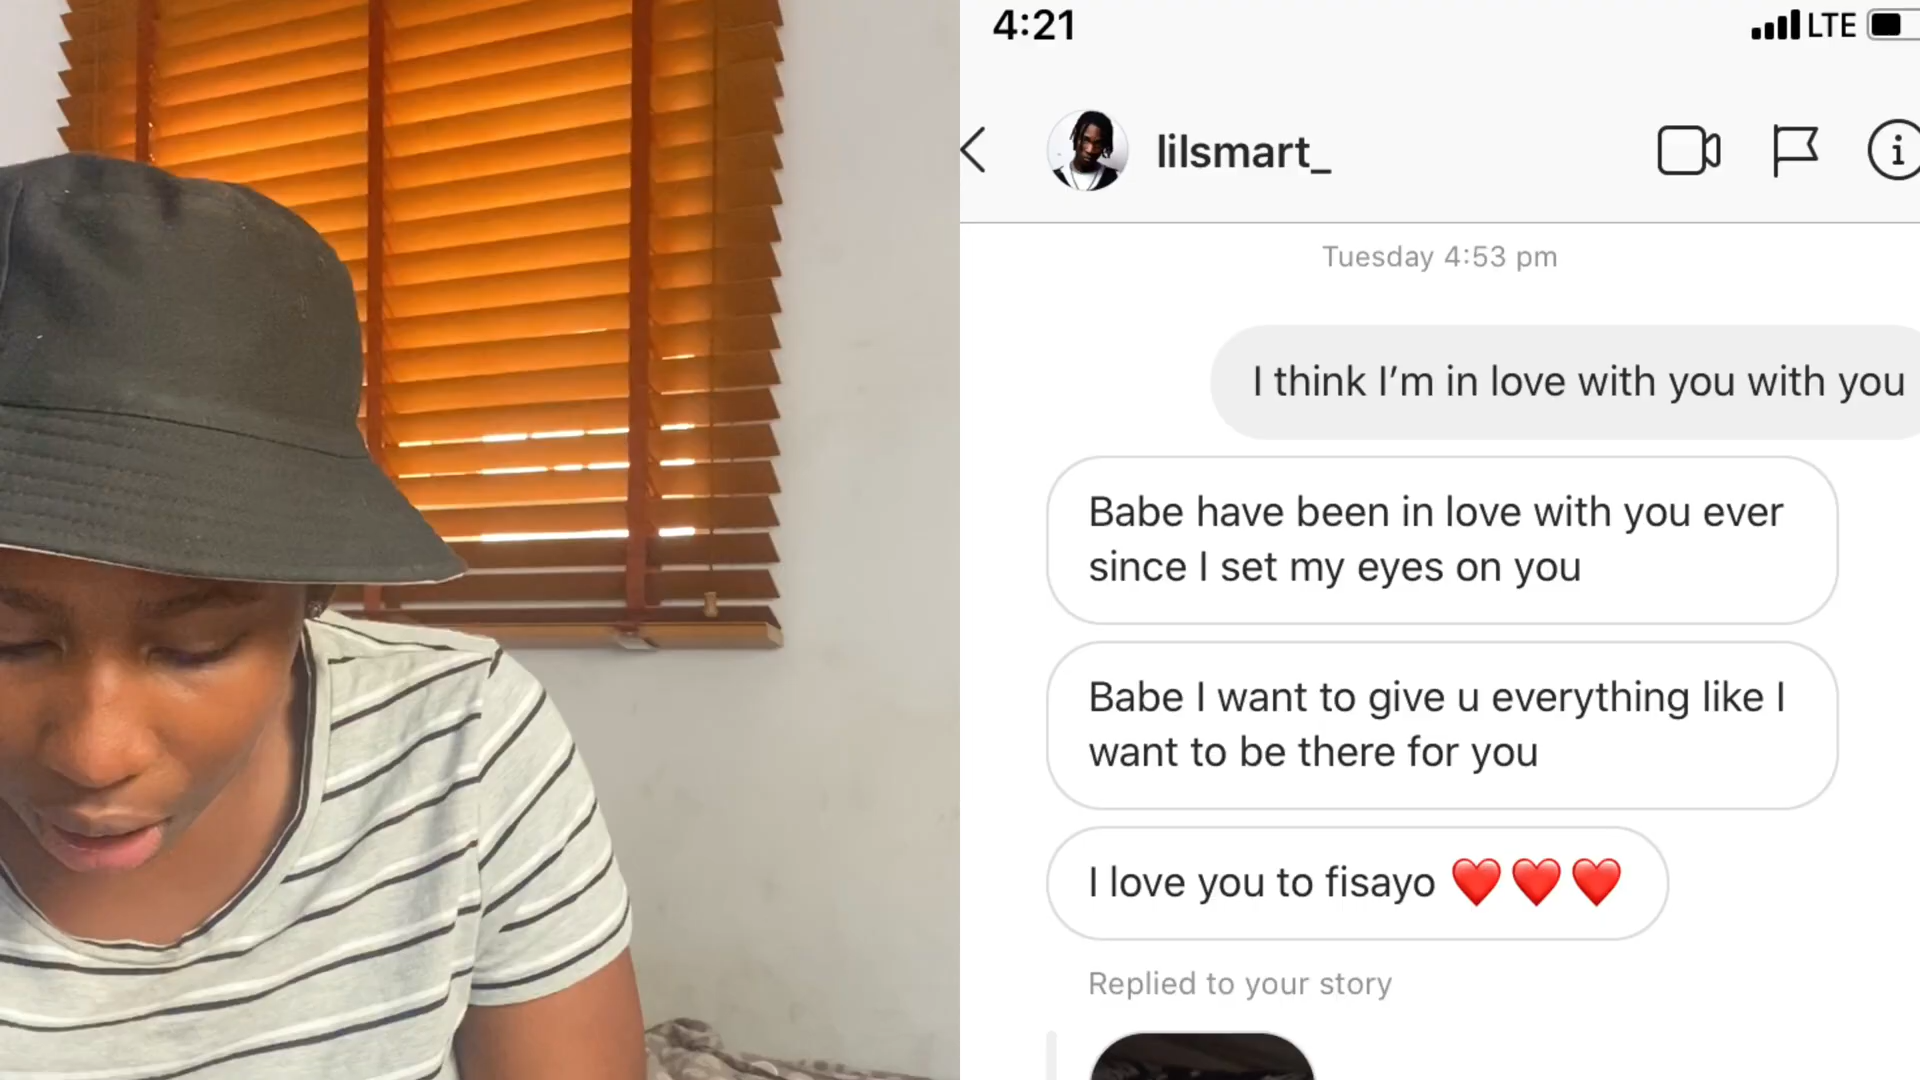 4:21
LTE
lilsmart_
Tuesday 4:53 pm
I think I’m in love with you with you
Babe have been in love with you ever
since I set my eyes on you
Babe I want to give u everything like I
want to be there for you
I love you to fisayo ❤️❤️❤️
Replied to your story